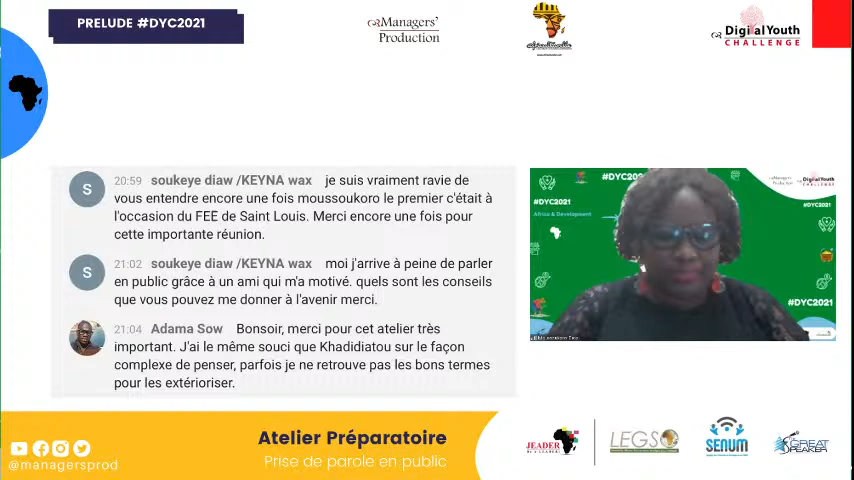 PRELUDE #DYC2021
Managers'
Production
Digital Youth
CHALLENGE
20:59 soukeye diaw /KEYNA wax je suis vraiment ravie de
vous entendre encore une fois moussoukoro le premier c'était à
l'occasion du FEE de Saint Louis. Merci encore une fois pour
cette importante réunion.
S
21:02 soukeye diaw /KEYNA wax moi j'arrive à peine de parler
en public grâce à un ami qui m'a motivé. quels sont les conseils
que vous pouvez me donner à l'avenir merci.
S
21:04 Adama Sow Bonsoir, merci pour cet atelier très
important. J'ai le même souci que Khadidiatou sur le façon
complexe de penser, parfois je ne retrouve pas les bons termes
pour les extérioriser.
#DYC20
#DYC2021
Africa & Development
#DYC2021
#DYC2021
Atelier Préparatoire
Prise de parole en public
@managersprod
JEADER
LEGS
SENUM
GREAT
SPEAKER